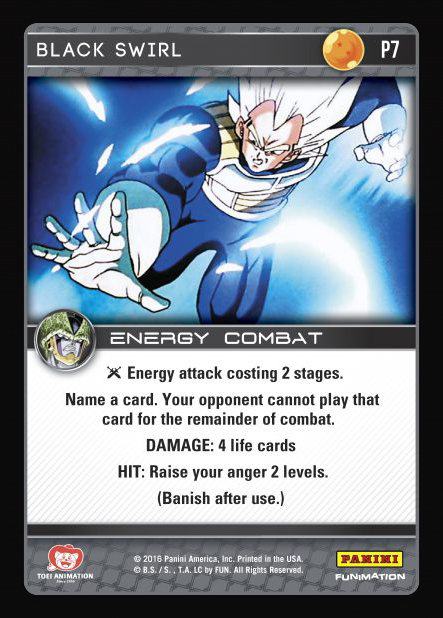 BLACK SWIRL P7
ENERGY COMBAT
Energy attack costing 2 stages.
Name a card. Your opponent cannot play that
card for the remainder of combat.
DAMAGE: 4 life cards
HIT: Raise your anger 2 levels.
(Banish after use.)
© 2016 Panini America, Inc. Printed in the USA.
© B.S. / S. , T.A. LC by FUN. All Rights Reserved.
TOEI ANIMATION
Since 1956
PANINI
FUNIMATION